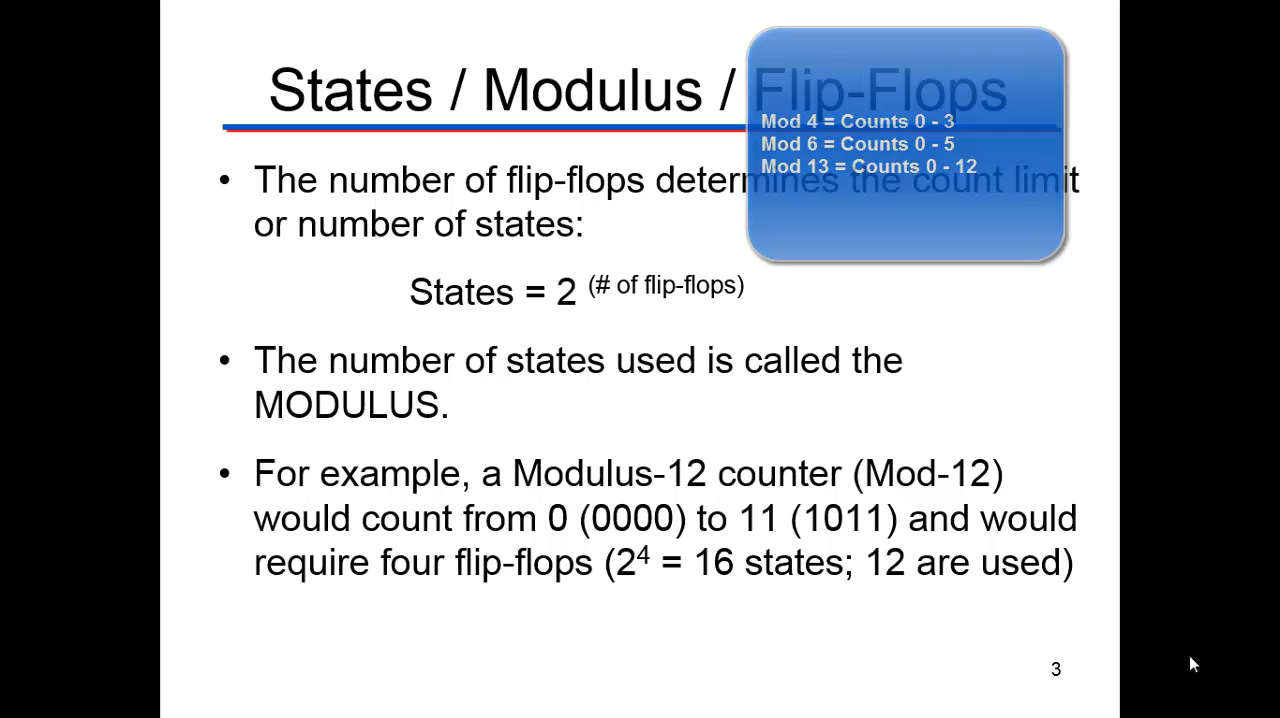 States / Modulus / Flip-Flops
Mod 4 = Counts 0 - 3
Mod 6 = Counts 0 - 5
Mod 13 = Counts 0 - 12
• The number of flip-flops determines the count limit
or number of states:
States = 2 (# of flip-flops)
• The number of states used is called the
MODULUS.
• For example, a Modulus-12 counter (Mod-12)
would count from 0 (0000) to 11 (1011) and would
require four flip-flops (2⁴ = 16 states; 12 are used)
3